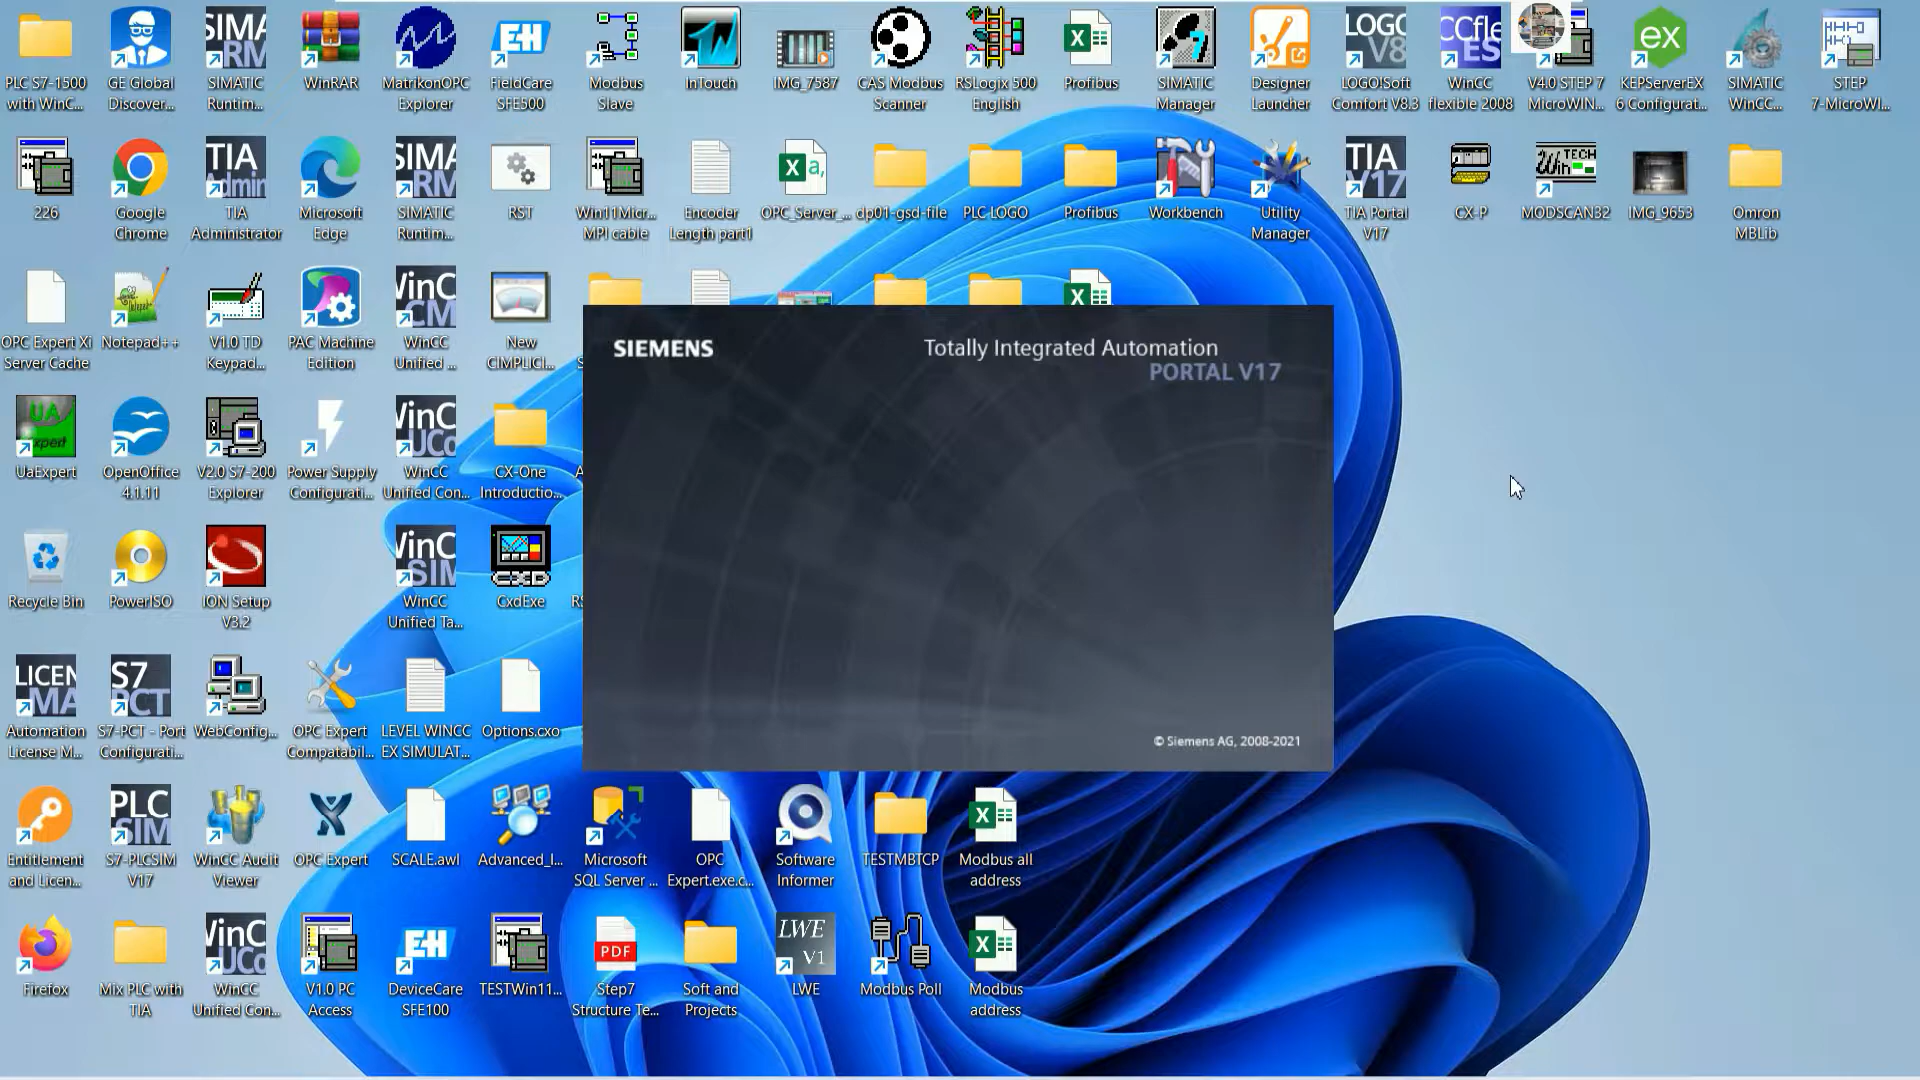 PLC S7-1500
with WinC...
GE Global
Discover...
SIMATIC
Runtim...
WinRAR
MatrikonOPC
Explorer
FieldCare
SFE500
Modbus
Slave
InTouch
IMG_7587
CAS Modbus
Scanner
RSLogix 500
English
Profibus
SIMATIC
Manager
Designer
Launcher
LOGO!Soft
Comfort V8.3
WinCC
flexible 2008
V4.0 STEP 7
MicroWIN...
KEPServerEX
6 Configurat...
SIMATIC
WinCC...
STEP
7-MicroWI...
226
Google
Chrome
TIA
Administrator
Microsoft
Edge
SIMATIC
Runtim...
RST
Win11Micr...
MPI cable
Encoder
Length part1
OPC_Server_...
dp01-gsd-file
PLC LOGO
Profibus
Workbench
Utility
Manager
TIA Portal
V17
CX-P
MODSCAN32
IMG_9653
Omron
MBLib
OPC Expert Xi
Server Cache
Notepad++
V1.0 TD
Keypad...
PAC Machine
Edition
WinCC
Unified ...
New
CIMPLICI...
SIEMENS
Totally Integrated Automation
PORTAL V17
© Siemens AG, 2008-2021
UaExpert
OpenOffice
4.1.11
V2.0 S7-200
Explorer
Power Supply
Configurati...
WinCC
Unified Con...
CX-One
Introductio...
Recycle Bin
PowerISO
ION Setup
V3.2
WinCC
Unified Ta...
CxdExe
Automation
License M...
S7-PCT - Port
Configurati...
WebConfig...
OPC Expert
Compatabil...
LEVEL WINCC
EX SIMULAT...
Options.cxo
Entitlement
and Licen...
S7-PLCSIM
V17
WinCC Audit
Viewer
OPC Expert
SCALE.awl
Advanced_I...
Microsoft
SQL Server ...
OPC
Expert.exe.c...
Software
Informer
TESTMBTCP
Modbus all
address
Firefox
Mix PLC with
TIA
WinCC
Unified Con...
V1.0 PC
Access
DeviceCare
SFE100
TESTWin11...
Step7
Structure Te...
Soft and
Projects
LWE
Modbus Poll
Modbus
address